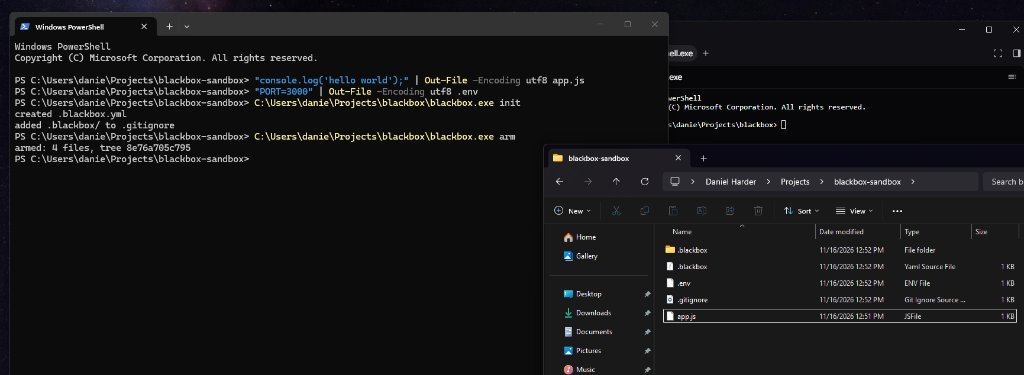 Windows PowerShell
Windows PowerShell
Copyright (C) Microsoft Corporation. All rights reserved.
PS C:\Users\danie\Projects\blackbox-sandbox> "console.log('hello world');" | Out-File -Encoding utf8 app.js
PS C:\Users\danie\Projects\blackbox-sandbox> "PORT=3000" | Out-File -Encoding utf8 .env
PS C:\Users\danie\Projects\blackbox-sandbox> C:\Users\danie\Projects\blackbox\blackbox.exe init
created .blackbox.yml
added .blackbox/ to .gitignore
PS C:\Users\danie\Projects\blackbox-sandbox> C:\Users\danie\Projects\blackbox\blackbox.exe arm
armed: 4 files, tree 8e76a705c795
PS C:\Users\danie\Projects\blackbox-sandbox>
ell.exe
exe
werShell
(C) Microsoft Corporation. All rights reserved.
s\danie\Projects\blackbox>
blackbox-sandbox
Daniel Harder > Projects > blackbox-sandbox >
Search b
New
Sort
View
Name Date modified Type Size
.blackbox 11/16/2026 12:52 PM File folder
.blackbox 11/16/2026 12:52 PM Yaml Source File 1 KB
.env 11/16/2026 12:52 PM ENV File 1 KB
.gitignore 11/16/2026 12:52 PM Git Ignore Source ... 1 KB
app.js 11/16/2026 12:51 PM JSFile 1 KB
Home
Gallery
Desktop
Downloads
Documents
Pictures
Music